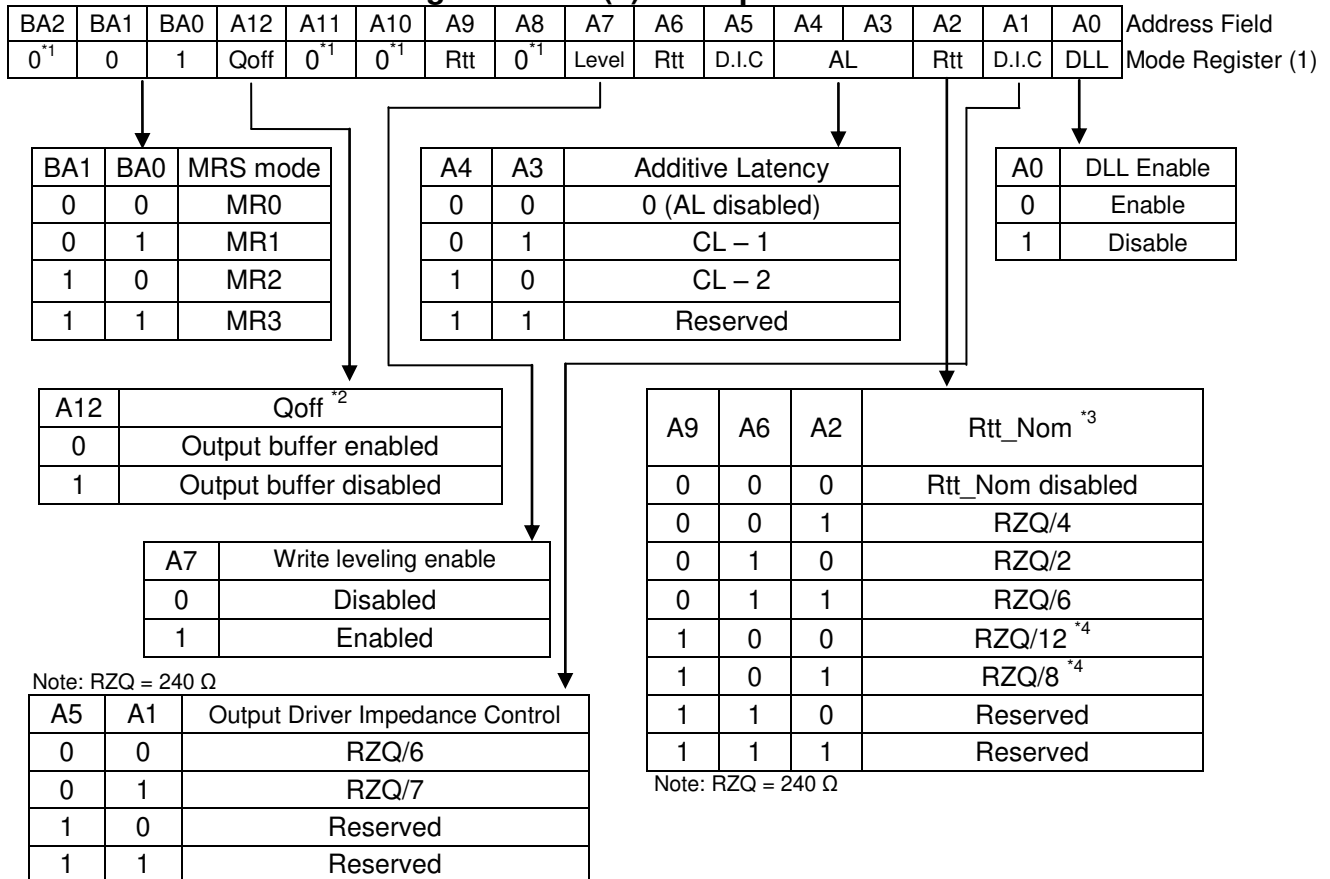 BA2 BA1 BA0 A12 A11 A10 A9 A8 A7 A6 A5 A4 A3 A2 A1 A0 Address Field
0*1 0 1 Qoff 0*1 0*1 Rtt 0*1 Level Rtt D.I.C AL Rtt D.I.C DLL Mode Register (1)
BA1 BA0 MRS mode
0 0 MR0
0 1 MR1
1 0 MR2
1 1 MR3
A4 A3 Additive Latency
0 0 0 (AL disabled)
0 1 CL – 1
1 0 CL – 2
1 1 Reserved
A0 DLL Enable
0 Enable
1 Disable
A12 Qoff *2
0 Output buffer enabled
1 Output buffer disabled
A7 Write leveling enable
0 Disabled
1 Enabled
Note: RZQ = 240 Ω
A5 A1 Output Driver Impedance Control
0 0 RZQ/6
0 1 RZQ/7
1 0 Reserved
1 1 Reserved
A9 A6 A2 Rtt_Nom *3
0 0 0 Rtt_Nom disabled
0 0 1 RZQ/4
0 1 0 RZQ/2
0 1 1 RZQ/6
1 0 0 RZQ/12 *4
1 0 1 RZQ/8 *4
1 1 0 Reserved
1 1 1 Reserved
Note: RZQ = 240 Ω